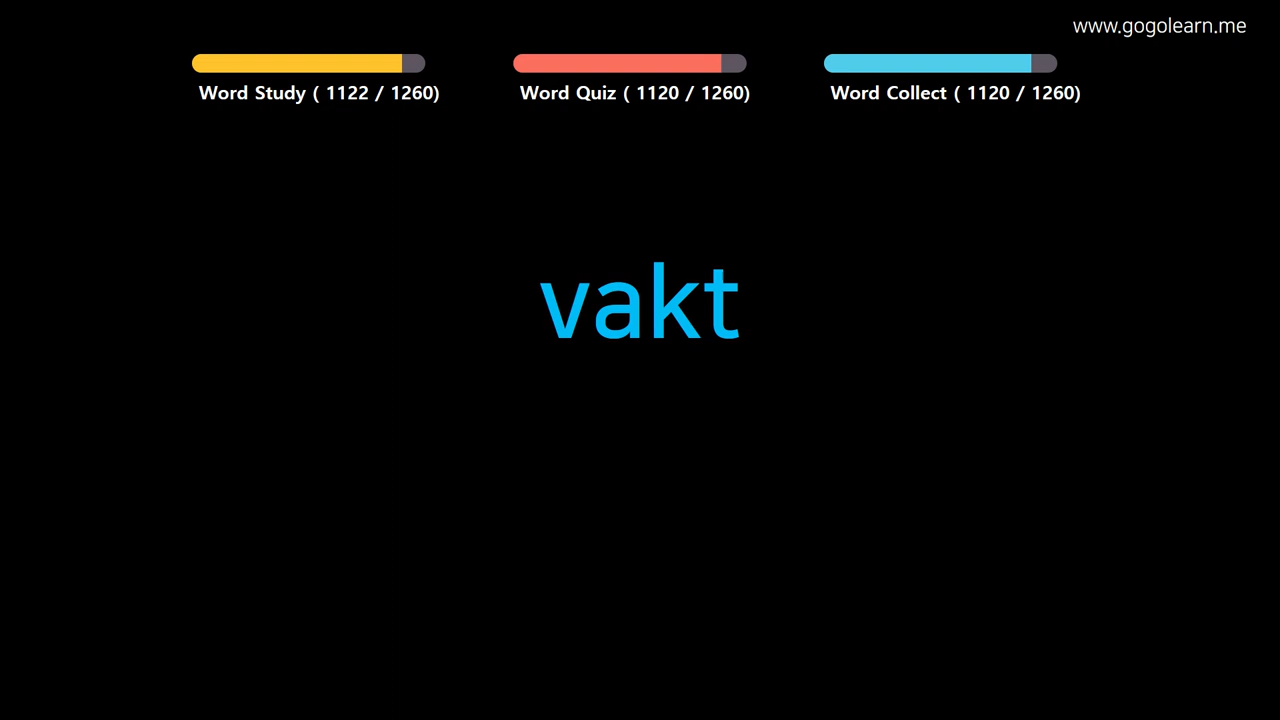 www.gogolearn.me
Word Study ( 1122 / 1260)
Word Quiz ( 1120 / 1260)
Word Collect ( 1120 / 1260)
vakt